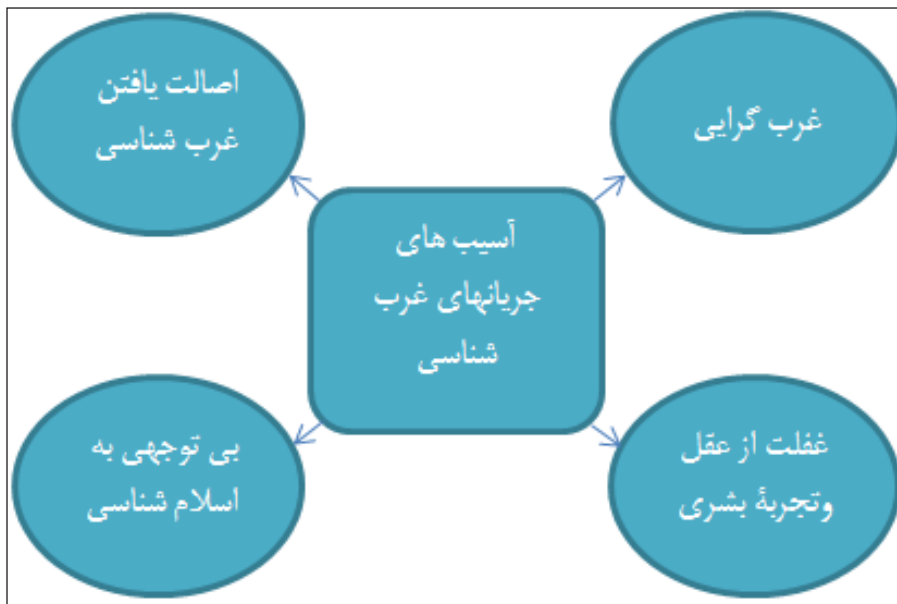 آسیب های
جریانهای غرب
شناسی
غرب گرایی
اصالت یافتن
غرب شناسی
غفلت از عقل
وتجربۀ بشری
بی توجهی به
اسلام شناسی